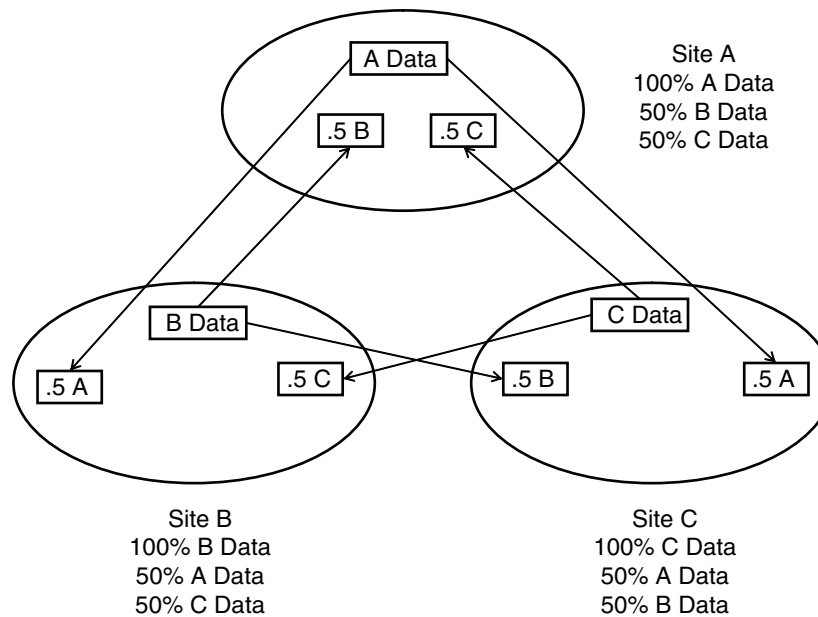 A Data
.5 B
.5 C
Site A
100% A Data
50% B Data
50% C Data
B Data
.5 A
.5 C
C Data
.5 B
.5 A
Site B
100% B Data
50% A Data
50% C Data
Site C
100% C Data
50% A Data
50% B Data